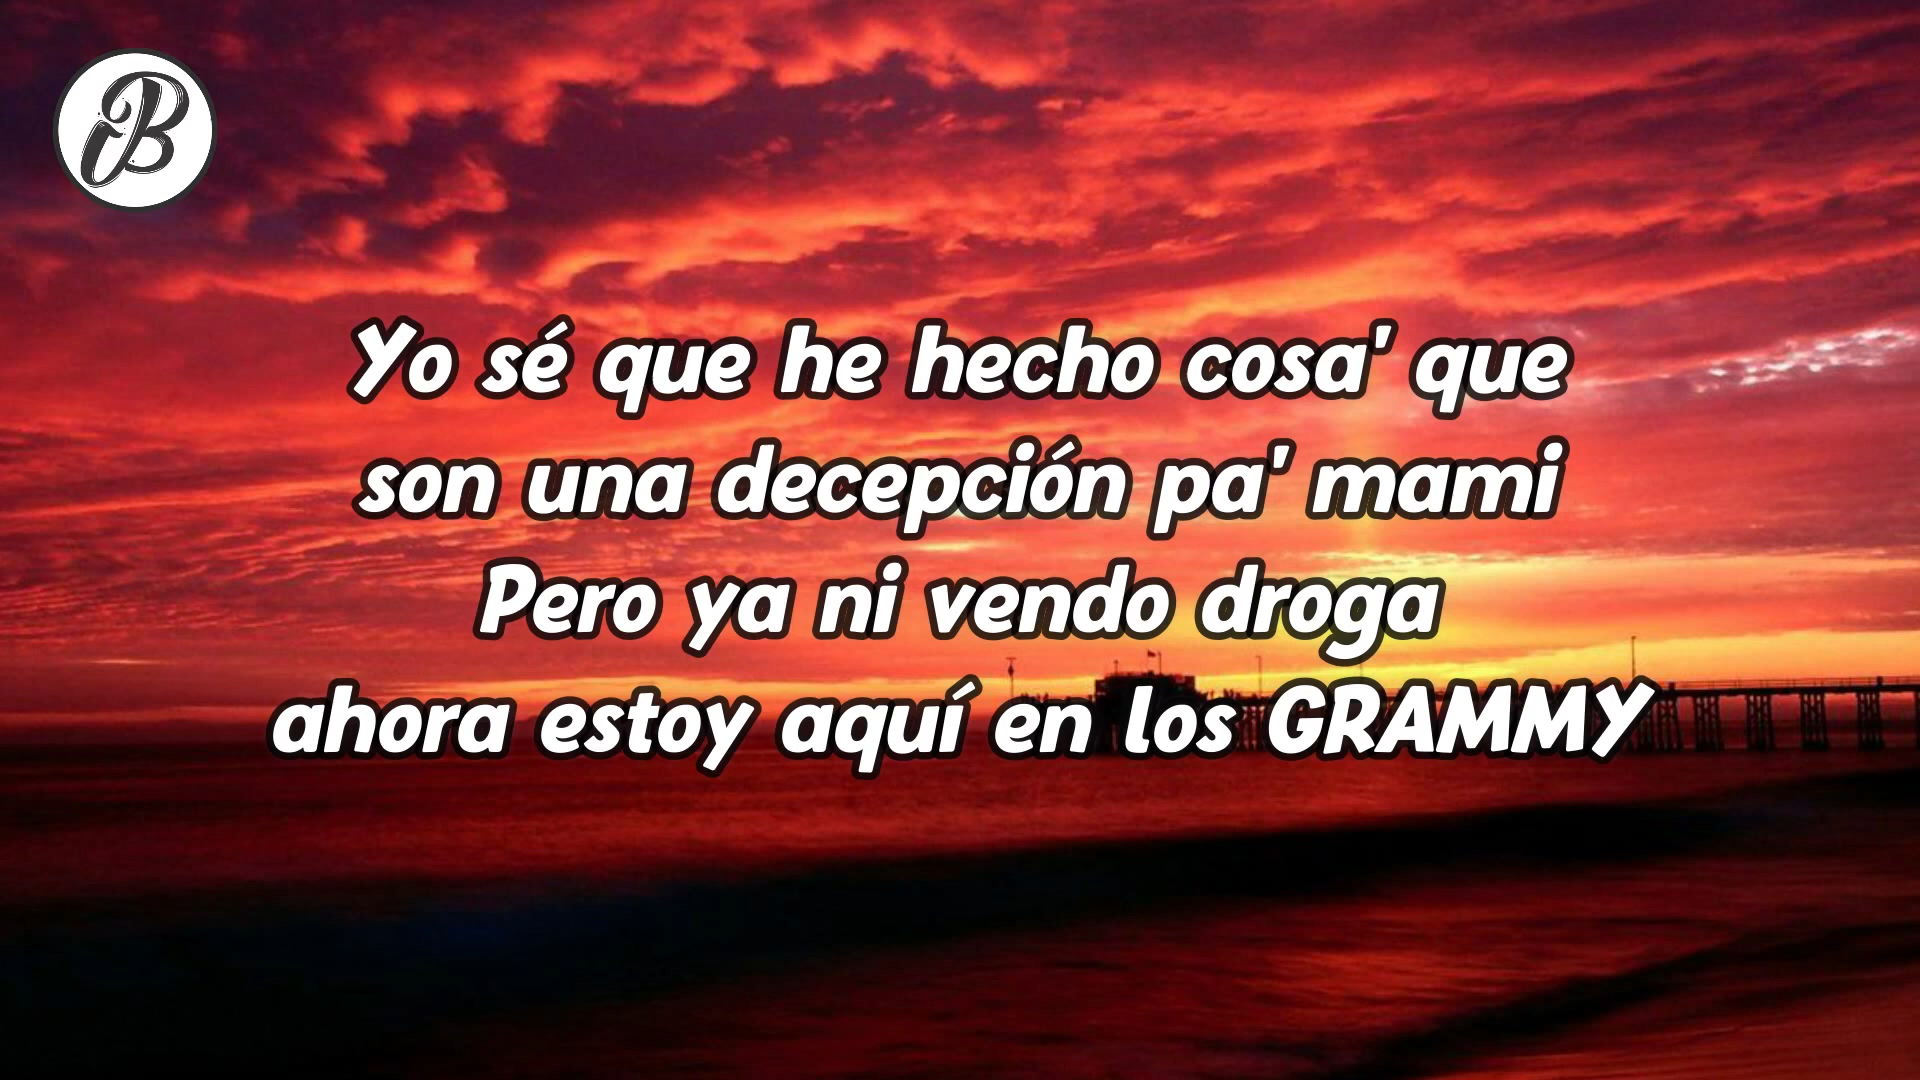 iB
Yo sé que he hecho cosa' que
son una decepción pa' mami
Pero ya ni vendo droga
ahora estoy aquí en los GRAMMY